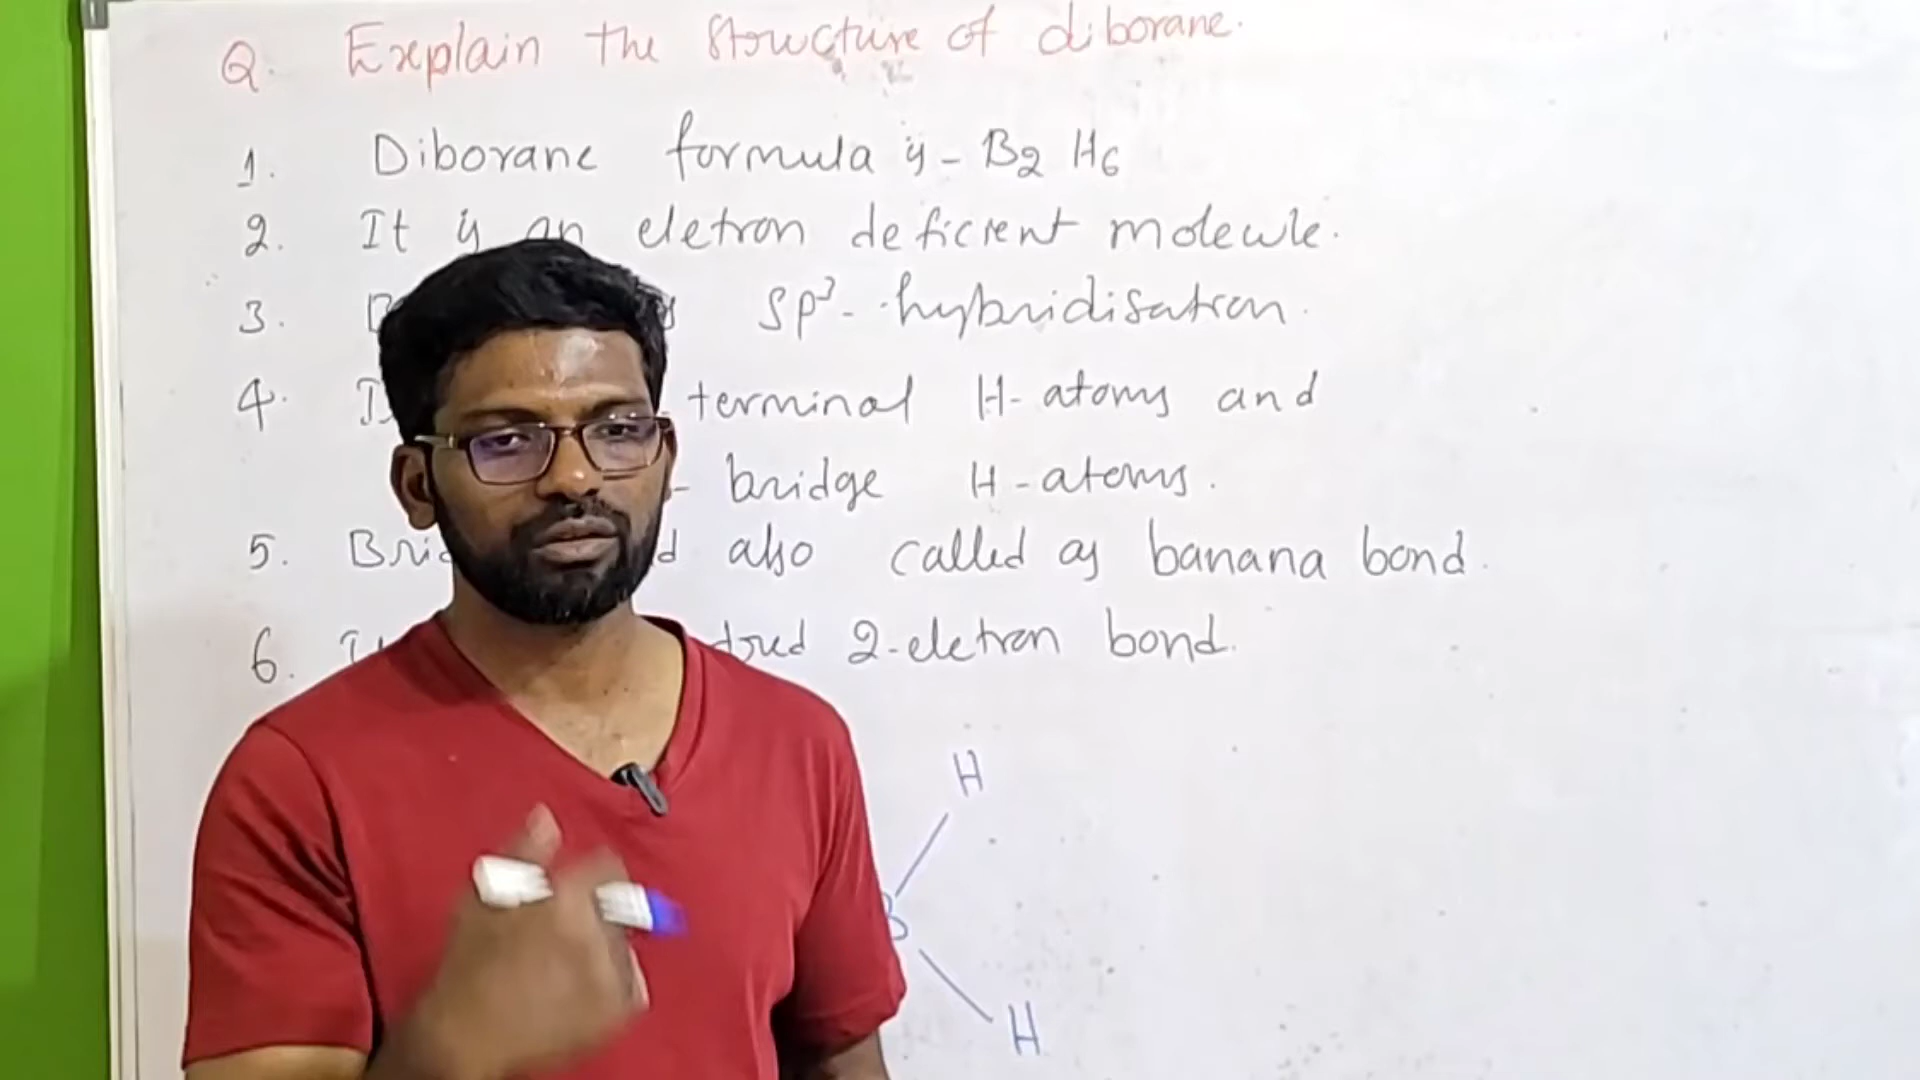 Q. Explain the structure of diborane.
1. Diborane formula is - B2 H6
2. It is an eletron deficient molecule.
3. sp3 - hybridisation.
4. terminal H - atoms and
- bridge H - atoms.
5. also called as banana bond.
6. 2-eletron bond.
H
B
H